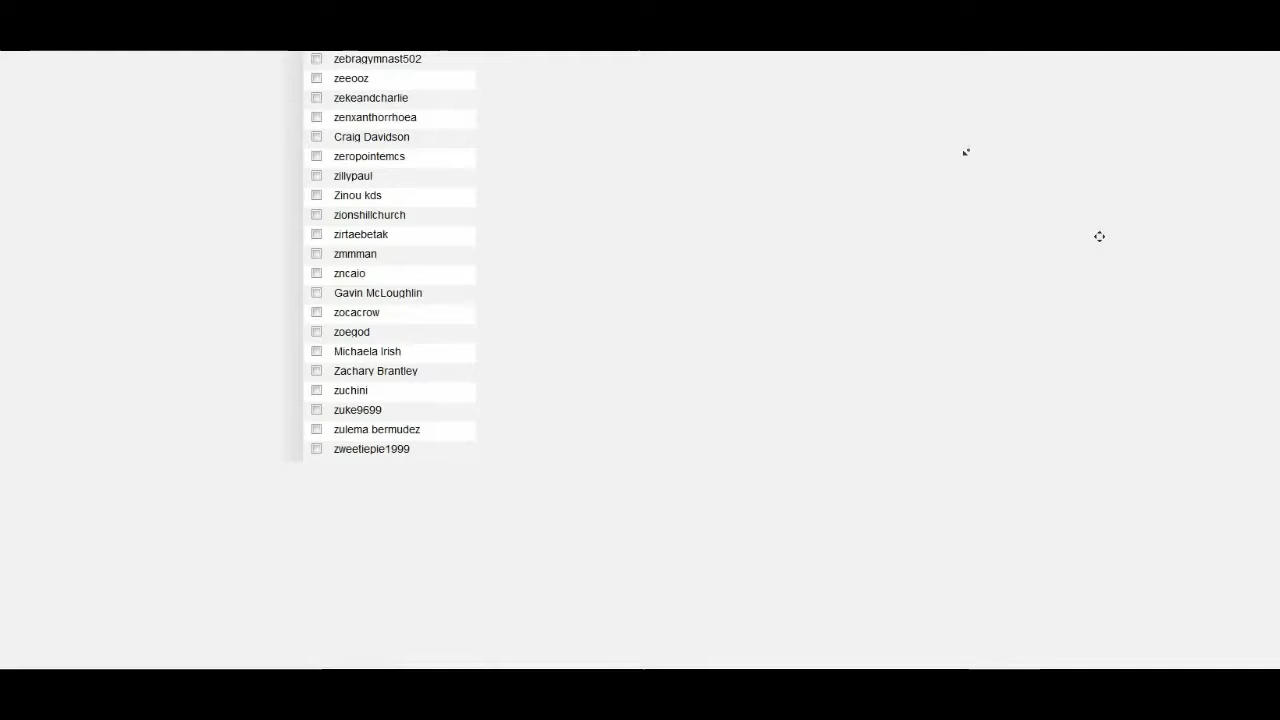 zebragymnast502
zeeooz
zekeandcharlie
zenxanthorrhoea
Craig Davidson
zeropointemcs
zillypaul
Zinou kds
zionshillchurch
zirtaebetak
zmmman
zncaio
Gavin McLoughlin
zocacrow
zoegod
Michaela Irish
Zachary Brantley
zuchini
zuke9699
zulema bermudez
zweetiepie1999